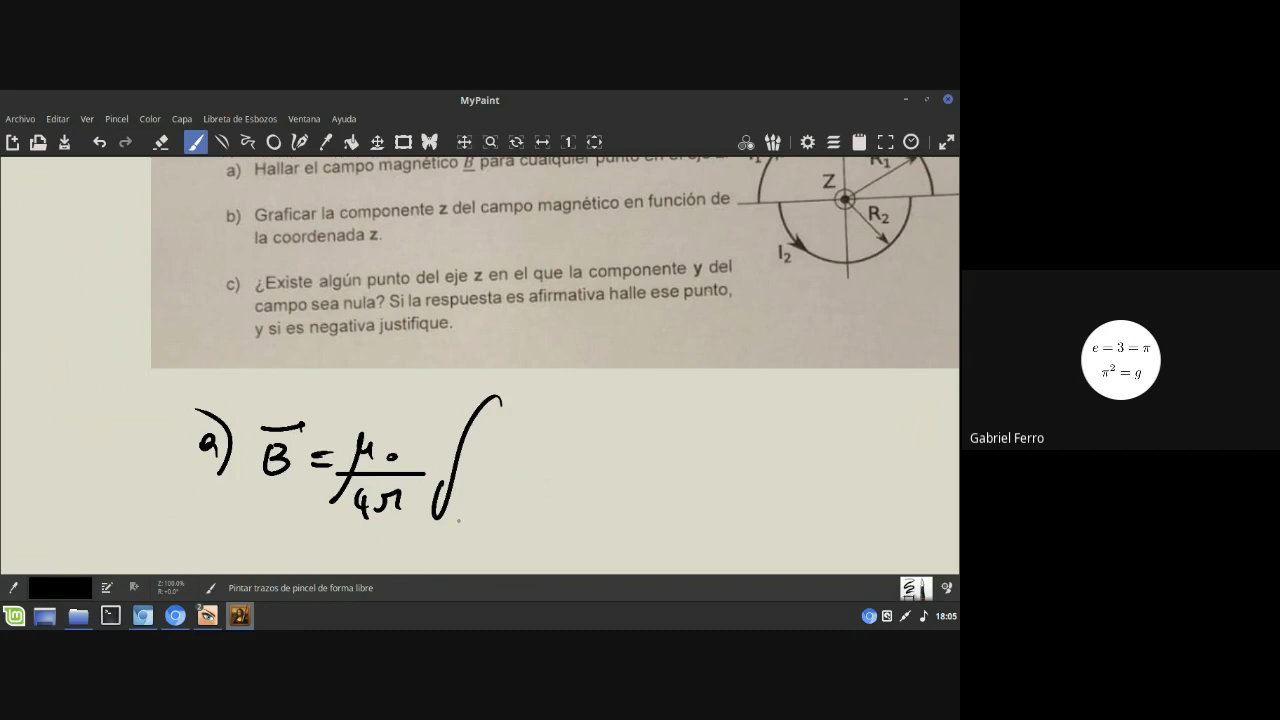 MyPaint
Archivo Editar Ver Pincel Color Capa Libreta de Esbozos Ventana Ayuda
a) Hallar el campo magnético B para cualquier punto en el eje
b) Graficar la componente z del campo magnético en función de
la coordenada z.
c) ¿Existe algún punto del eje z en el que la componente y del
campo sea nula? Si la respuesta es afirmativa halle ese punto,
y si es negativa justifique.
R₁
Z
R₂
I₂
a) B⃗ = μ₀/4π ∫
Z: 100.0%
R: +0.0°
Pintar trazos de pincel de forma libre
18:05
e = 3 = π
π² = g
Gabriel Ferro